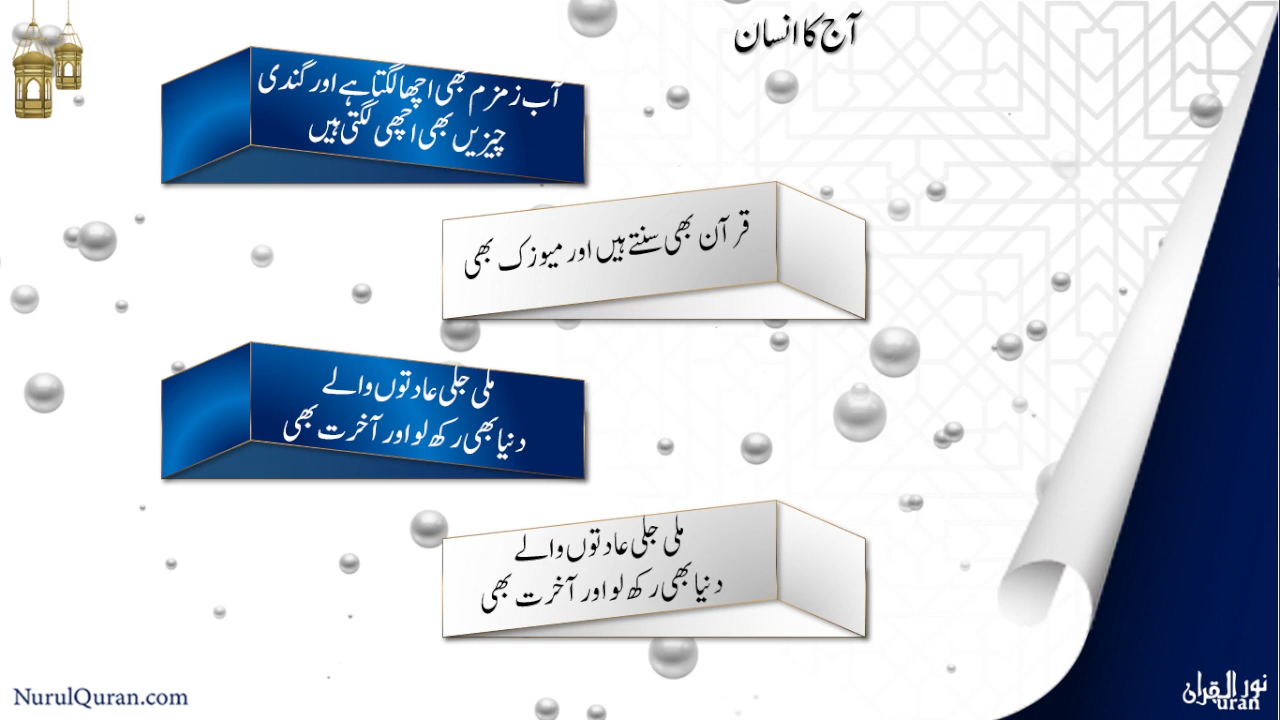 آج کا انسان
آب زمزم بھی اچھا لگتا ہے اور گندی
چیزیں بھی اچھی لگتی ہیں
قرآن بھی سنتے ہیں اور میوزک بھی
ملی جلی عادتوں والے
دنیا بھی رکھ لو اور آخرت بھی
ملی جلی عادتوں والے
دنیا بھی رکھ لو اور آخرت بھی
NurulQuran.com
نور القرآن
uran